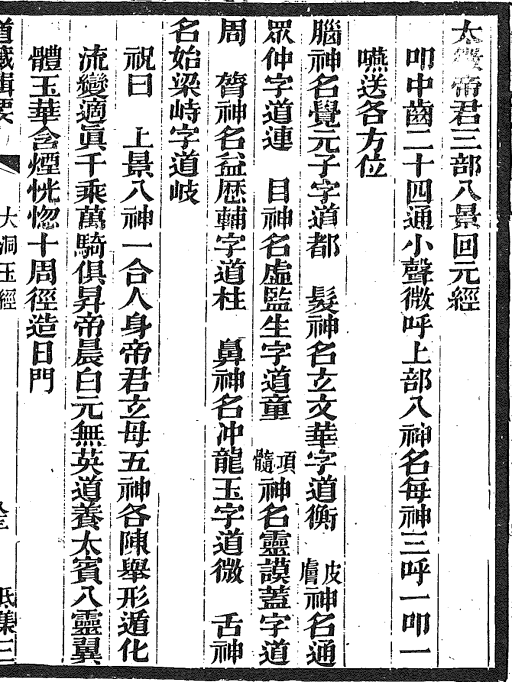 太㣲帝君三部八景回元經
叩中齒二十四通小聲微呼上部八神名每神三呼一叩一
嚥送各方位
腦神名覺元子字道都　髮神名玄文華字道衡　皮膚神名通
眾仲字道連　目神名虛監生字道童　項髓神名靈謨蓋字道
周　膂神名益歷輔字道柱　鼻神名冲龍玉字道微　舌神
名始梁峙字道岐
祝曰　上景八神一合入身帝君玄母五神各陳舉形遁化
流變適眞千乘萬騎俱昇帝晨白元無英道養太賓八靈翼
體玉華含煙恍惚十周徑造日門
道藏輯要
大洞玉經
氐集二